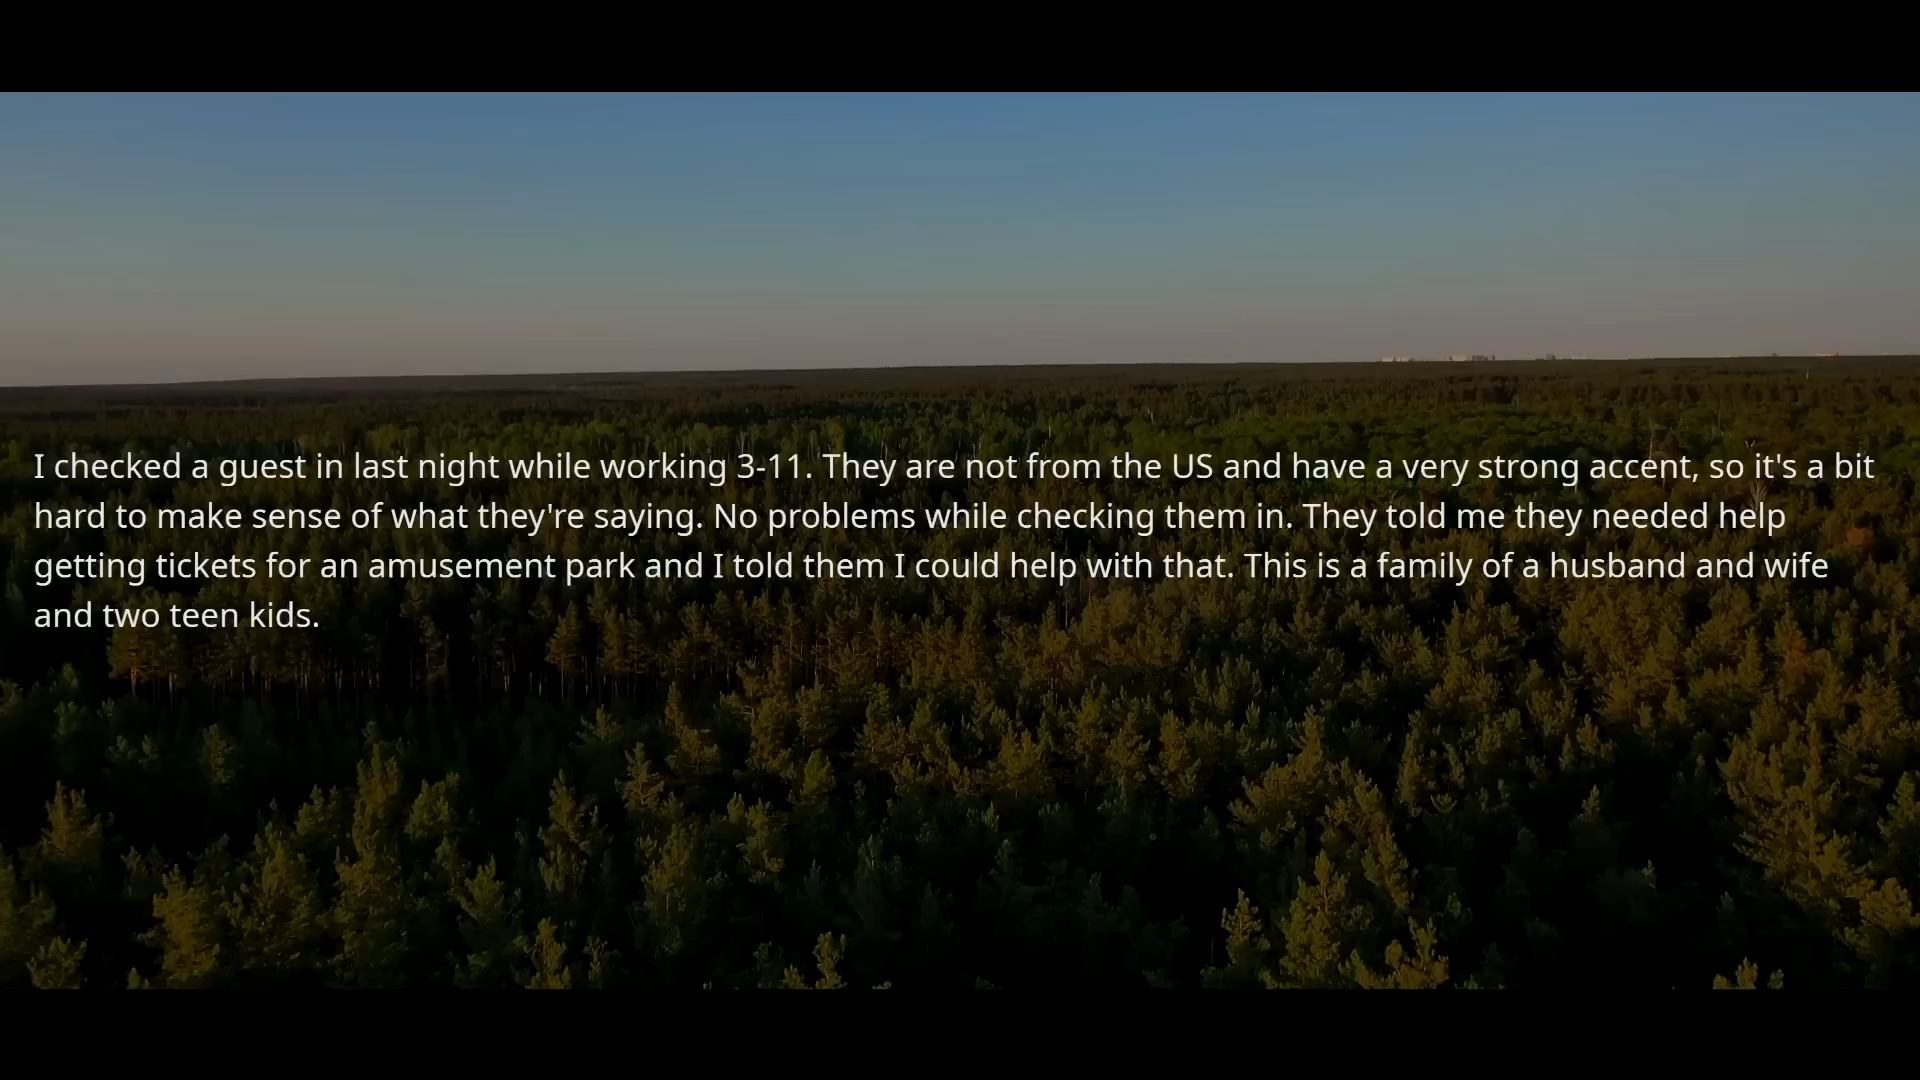 I checked a guest in last night while working 3-11. They are not from the US and have a very strong accent, so it's a bit
hard to make sense of what they're saying. No problems while checking them in. They told me they needed help
getting tickets for an amusement park and I told them I could help with that. This is a family of a husband and wife
and two teen kids.